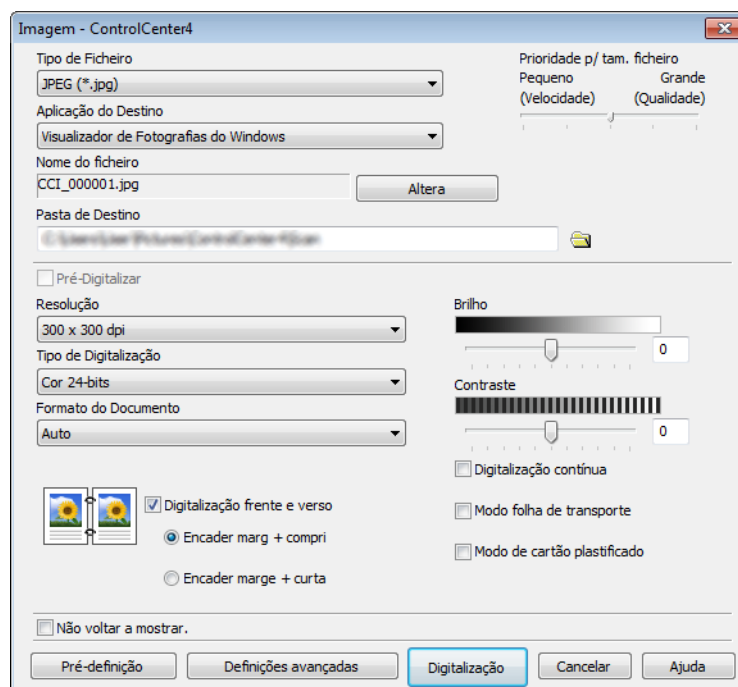 Imagem - ControlCenter4
Tipo de Ficheiro
JPEG (*.jpg)
Aplicação do Destino
Visualizador de Fotografias do Windows
Nome do ficheiro
CCI_000001.jpg
Altera
Pasta de Destino
Prioridade p/ tam. ficheiro
Pequeno Grande
(Velocidade) (Qualidade)
Pré-Digitalizar
Resolução
300 x 300 dpi
Tipo de Digitalização
Cor 24-bits
Formato do Documento
Auto
Digitalização frente e verso
Encader marg + compri
Encader marge + curta
Brilho
0
Contraste
0
Digitalização contínua
Modo folha de transporte
Modo de cartão plastificado
Não voltar a mostrar.
Pré-definição Definições avançadas Digitalização Cancelar Ajuda